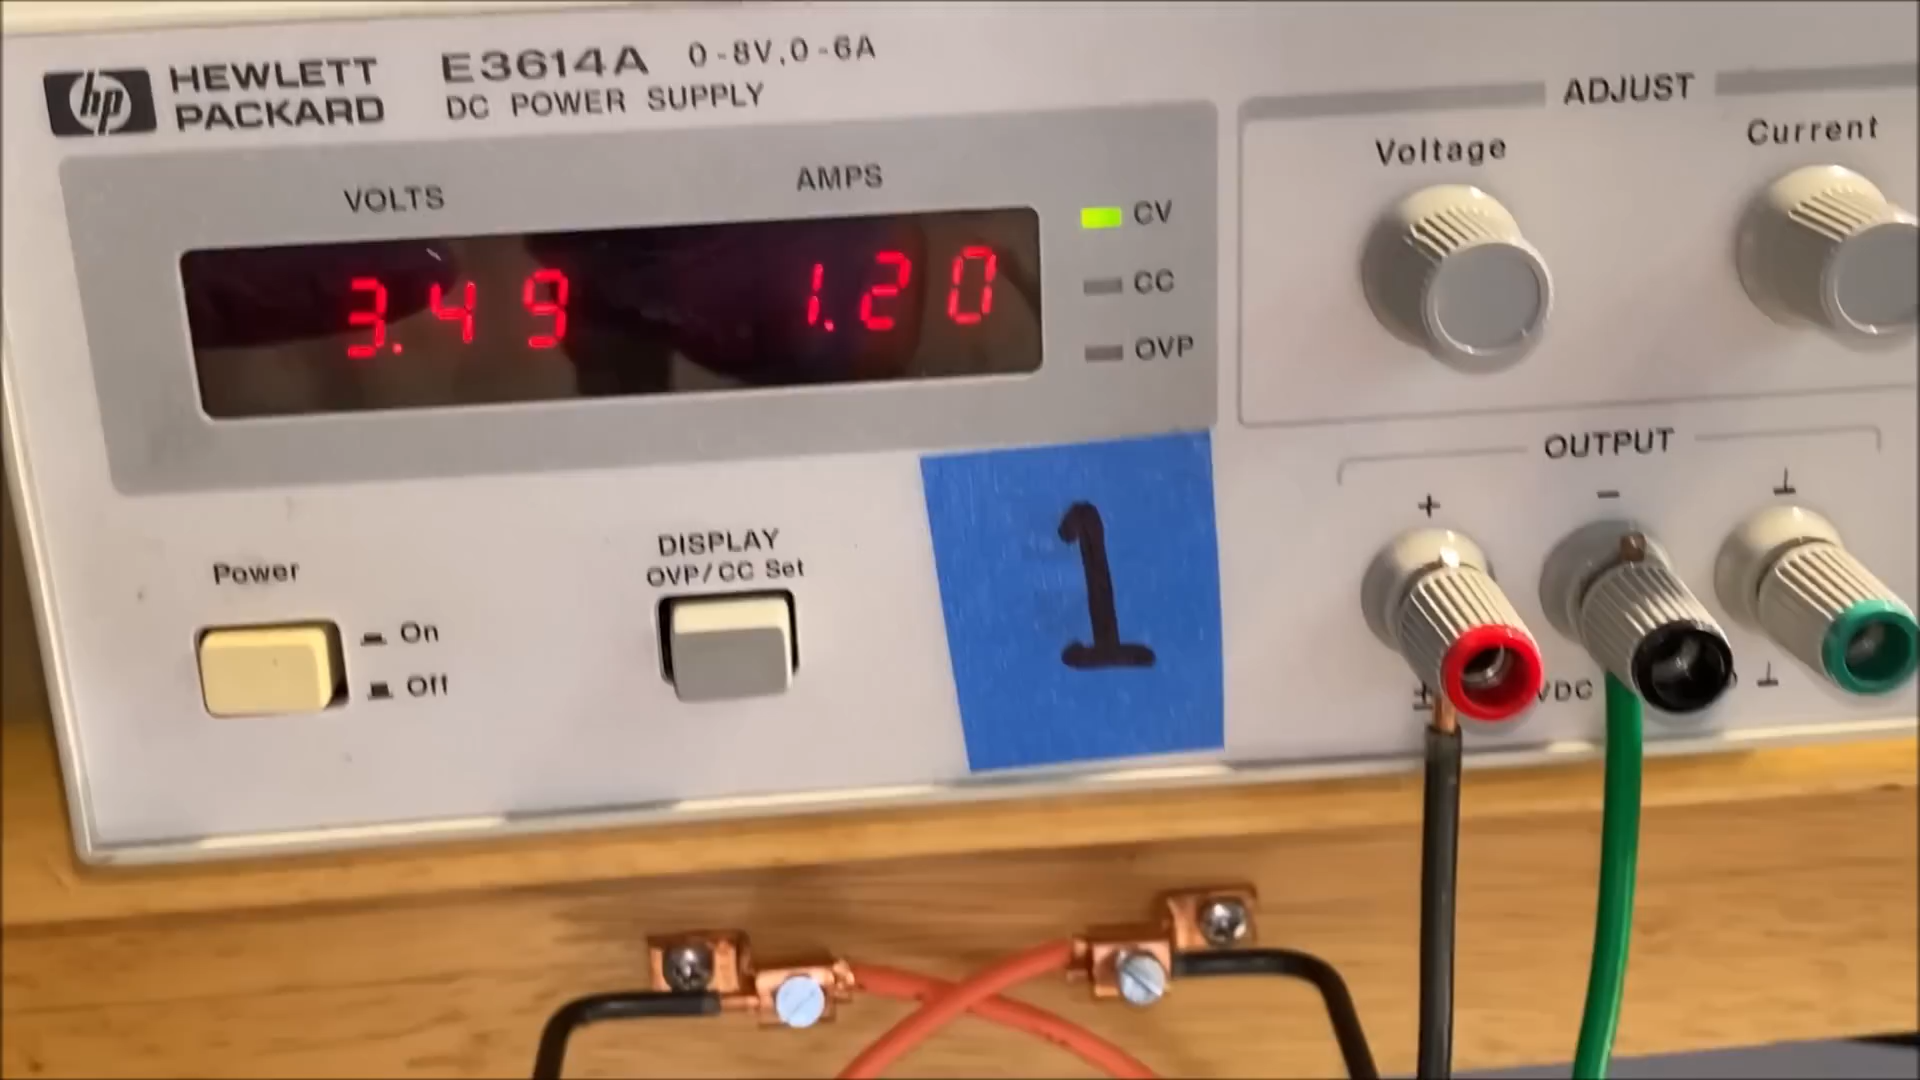 hp HEWLETT PACKARD
E3614A 0-8V,0-6A
DC POWER SUPPLY
VOLTS AMPS
3.49 1.20
CV
CC
OVP
ADJUST
Voltage Current
Power
On
Off
DISPLAY
OVP/CC Set
1
OUTPUT
+ - ⊥
VDC ⊥